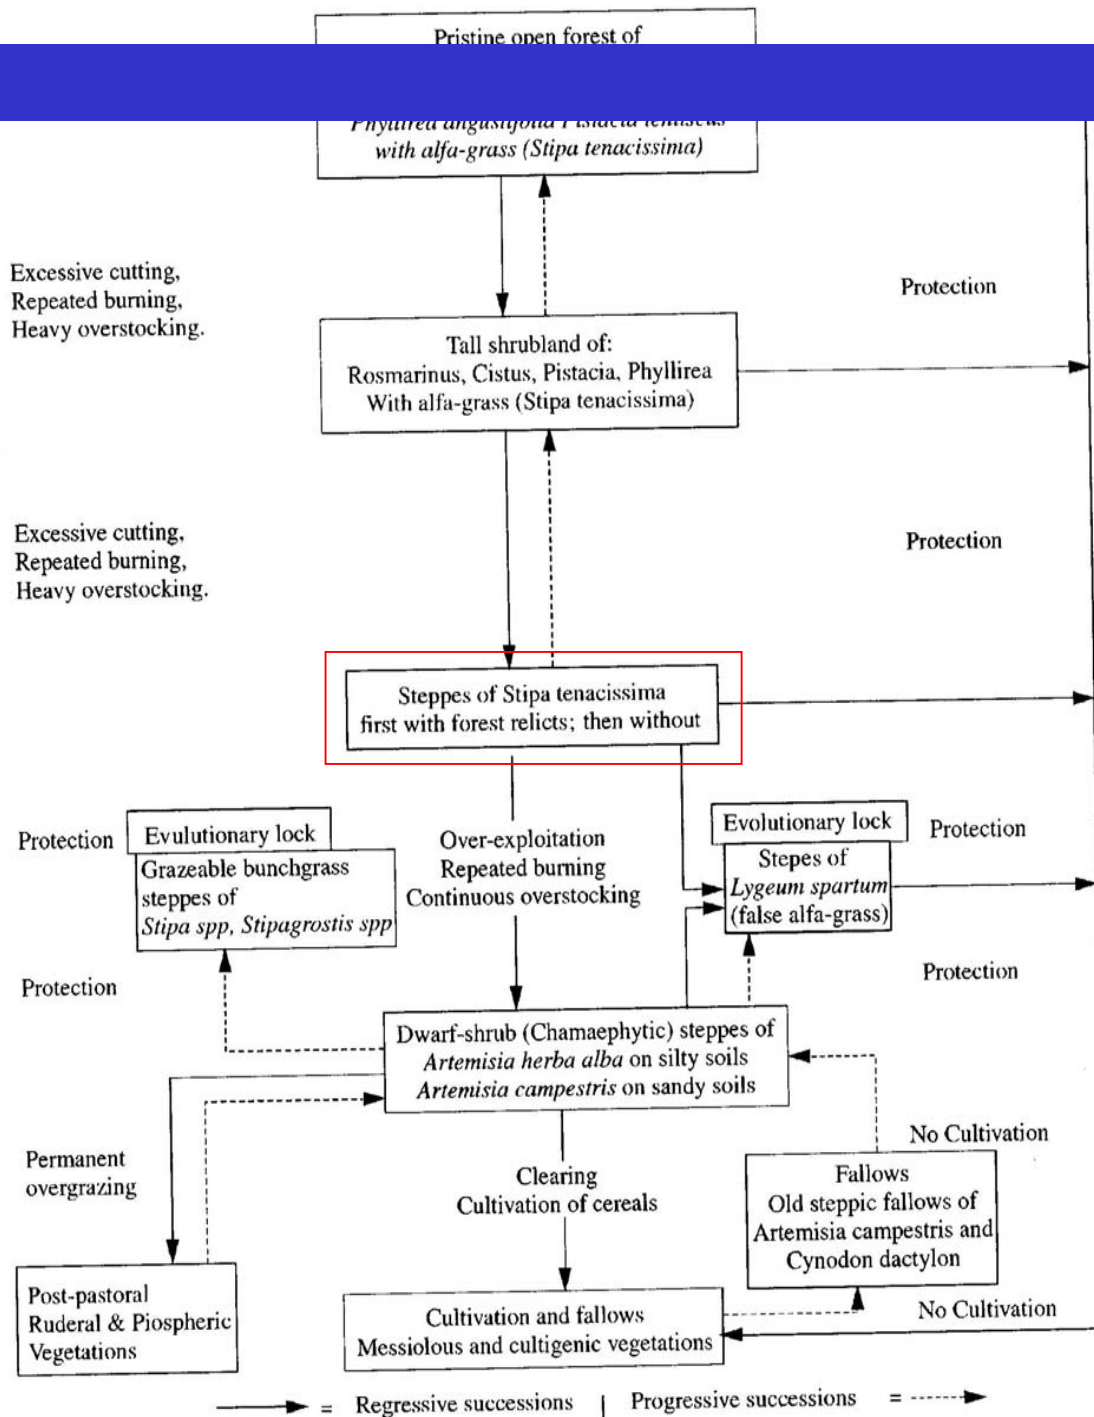 Pristine open forest of
Phyllirea angustifolia Pistacia lentiscus
with alfa-grass (Stipa tenacissima)
Excessive cutting,
Repeated burning,
Heavy overstocking.
Protection
Tall shrubland of:
Rosmarinus, Cistus, Pistacia, Phyllirea
With alfa-grass (Stipa tenacissima)
Excessive cutting,
Repeated burning,
Heavy overstocking.
Protection
Steppes of Stipa tenacissima
first with forest relicts; then without
Protection
Evulutionary lock
Grazeable bunchgrass
steppes of
Stipa spp, Stipagrostis spp
Over-exploitation
Repeated burning
Continuous overstocking
Evolutionary lock
Stepes of
Lygeum spartum
(false alfa-grass)
Protection
Protection
Protection
Dwarf-shrub (Chamaephytic) steppes of
Artemisia herba alba on silty soils
Artemisia campestris on sandy soils
Permanent
overgrazing
Clearing
Cultivation of cereals
No Cultivation
Fallows
Old steppic fallows of
Artemisia campestris and
Cynodon dactylon
Post-pastoral
Ruderal & Piospheric
Vegetations
Cultivation and fallows
Messiolous and cultigenic vegetations
No Cultivation
= Regressive successions | Progressive successions =